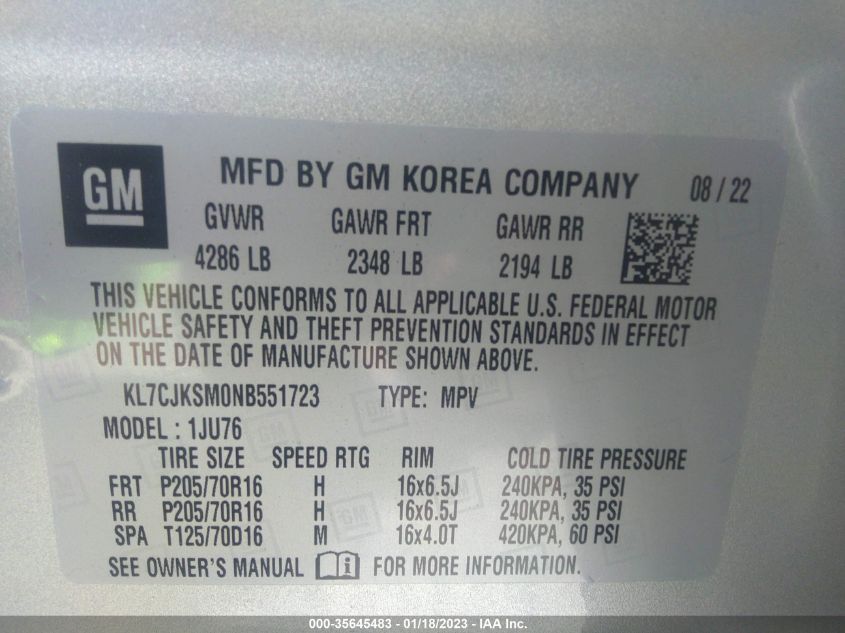 GM
MFD BY GM KOREA COMPANY 08 / 22
GVWR GAWR FRT GAWR RR
4286 LB 2348 LB 2194 LB
THIS VEHICLE CONFORMS TO ALL APPLICABLE U.S. FEDERAL MOTOR
VEHICLE SAFETY AND THEFT PREVENTION STANDARDS IN EFFECT
ON THE DATE OF MANUFACTURE SHOWN ABOVE.
KL7CJKSM0NB551723 TYPE: MPV
MODEL : 1JU76
TIRE SIZE SPEED RTG RIM COLD TIRE PRESSURE
FRT P205/70R16 H 16x6.5J 240KPA, 35 PSI
RR P205/70R16 H 16x6.5J 240KPA, 35 PSI
SPA T125/70D16 M 16x4.0T 420KPA, 60 PSI
SEE OWNER'S MANUAL i FOR MORE INFORMATION.
000-35645483 - 01/18/2023 - IAA Inc.